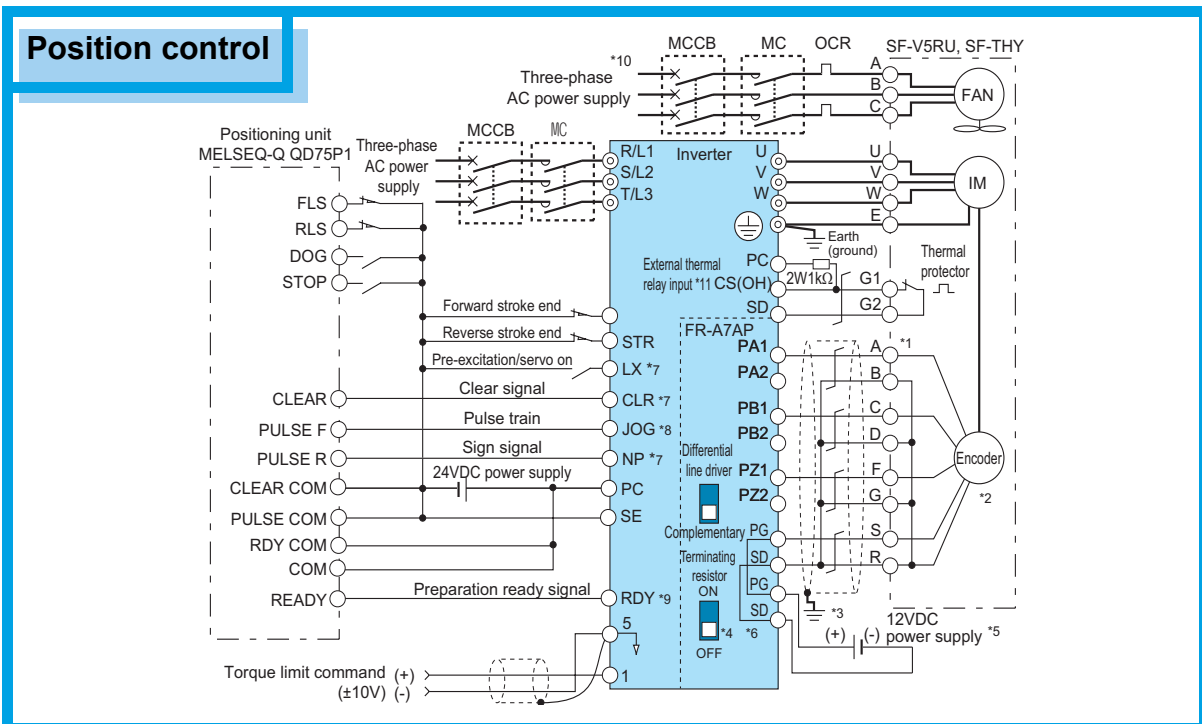 Position control
MCCB MC OCR SF-V5RU, SF-THY
*10
Three-phase
AC power supply
A
B
C
FAN
Positioning unit
MELSEQ-Q QD75P1
Three-phase
AC power
supply
MCCB MC
R/L1
S/L2
T/L3
Inverter
U
V
W
U
V
W
E
IM
Earth
(ground)
FLS
RLS
DOG
STOP
External thermal
relay input *11
PC
CS(OH)
SD
2W1kΩ
G1
G2
Thermal
protector
Forward stroke end
Reverse stroke end
STR
Pre-excitation/servo on
LX *7
CLEAR
Clear signal
CLR *7
PULSE F
Pulse train
JOG *8
PULSE R
Sign signal
NP *7
CLEAR COM
24VDC power supply
PC
PULSE COM
SE
RDY COM
COM
READY
Preparation ready signal
RDY *9
FR-A7AP
PA1
PA2
PB1
PB2
PZ1
PZ2
PG
SD
PG
SD
Differential
line driver
Complementary
Terminating
resistor
ON
OFF
*4
*6
A
*1
B
C
D
F
G
S
R
Encoder
*2
*3
12VDC
power supply *5
(+)
(-)
5
1
Torque limit command (+)
(±10V) (-)